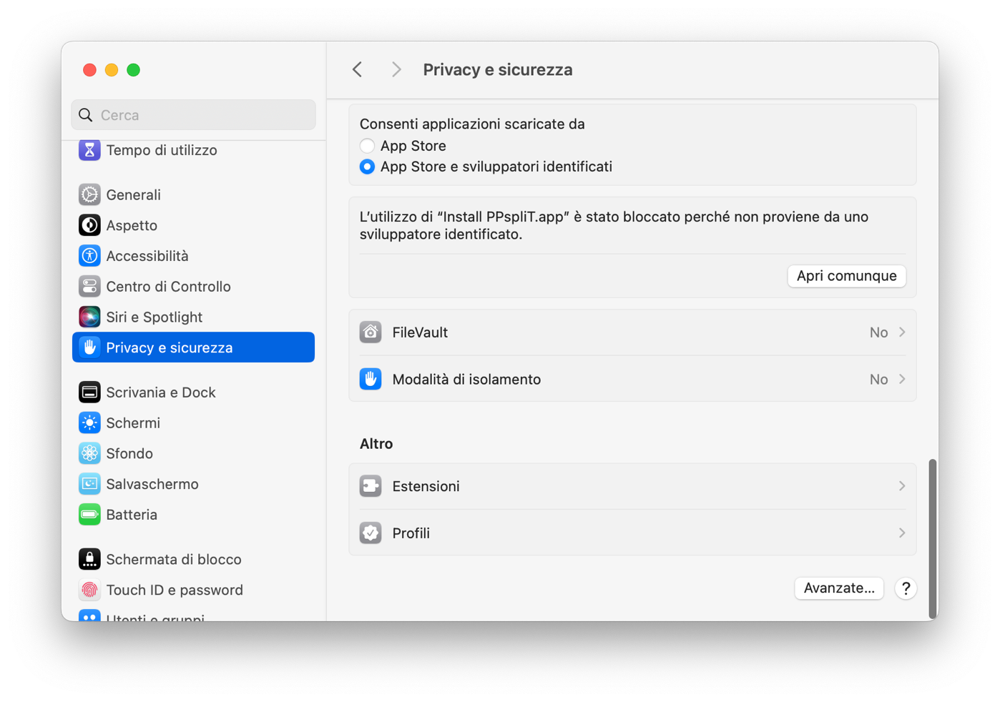 Cerca
Tempo di utilizzo
Generali
Aspetto
Accessibilità
Centro di Controllo
Siri e Spotlight
Privacy e sicurezza
Scrivania e Dock
Schermi
Sfondo
Salvaschermo
Batteria
Schermata di blocco
Touch ID e password
Utenti e gruppi
Privacy e sicurezza
Consenti applicazioni scaricate da
App Store
App Store e sviluppatori identificati
L’utilizzo di “Install PPspliT.app” è stato bloccato perché non proviene da uno
sviluppatore identificato.
Apri comunque
FileVault No
Modalità di isolamento No
Altro
Estensioni
Profili
Avanzate... ?